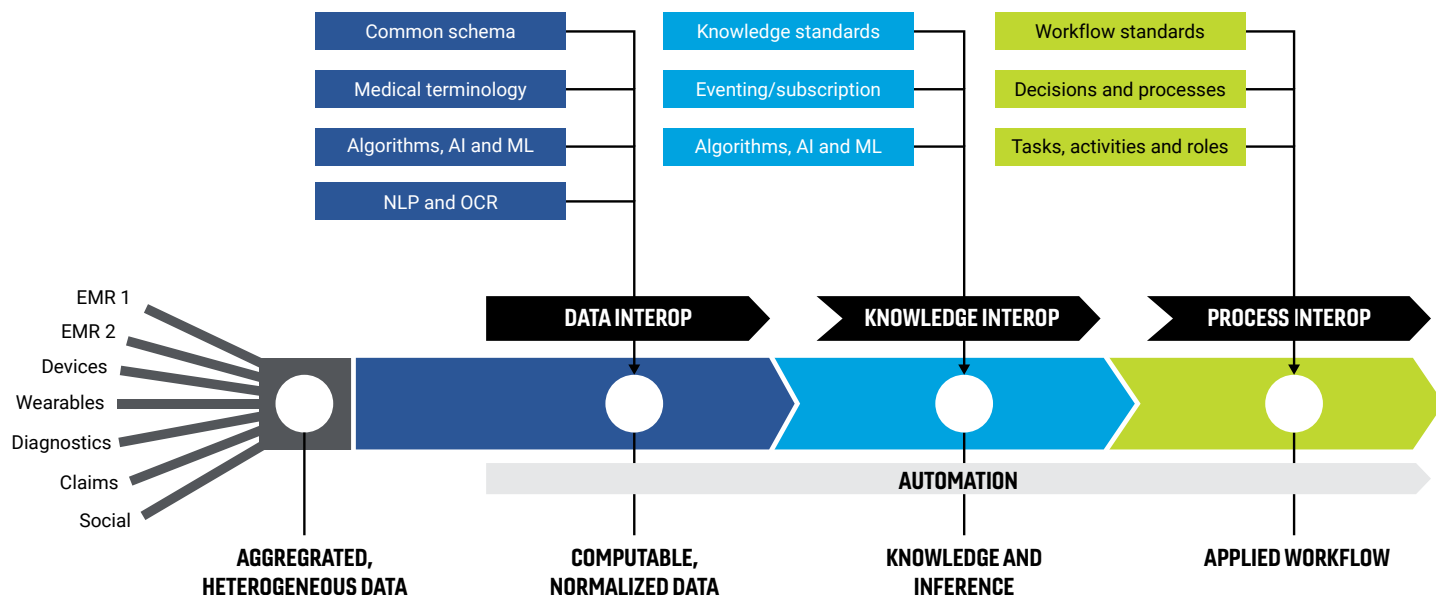 Common schema
Medical terminology
Algorithms, AI and ML
NLP and OCR
Knowledge standards
Eventing/subscription
Algorithms, AI and ML
Workflow standards
Decisions and processes
Tasks, activities and roles
EMR 1
EMR 2
Devices
Wearables
Diagnostics
Claims
Social
DATA INTEROP
KNOWLEDGE INTEROP
PROCESS INTEROP
AUTOMATION
AGGREGRATED,
HETEROGENEOUS DATA
COMPUTABLE,
NORMALIZED DATA
KNOWLEDGE AND
INFERENCE
APPLIED WORKFLOW